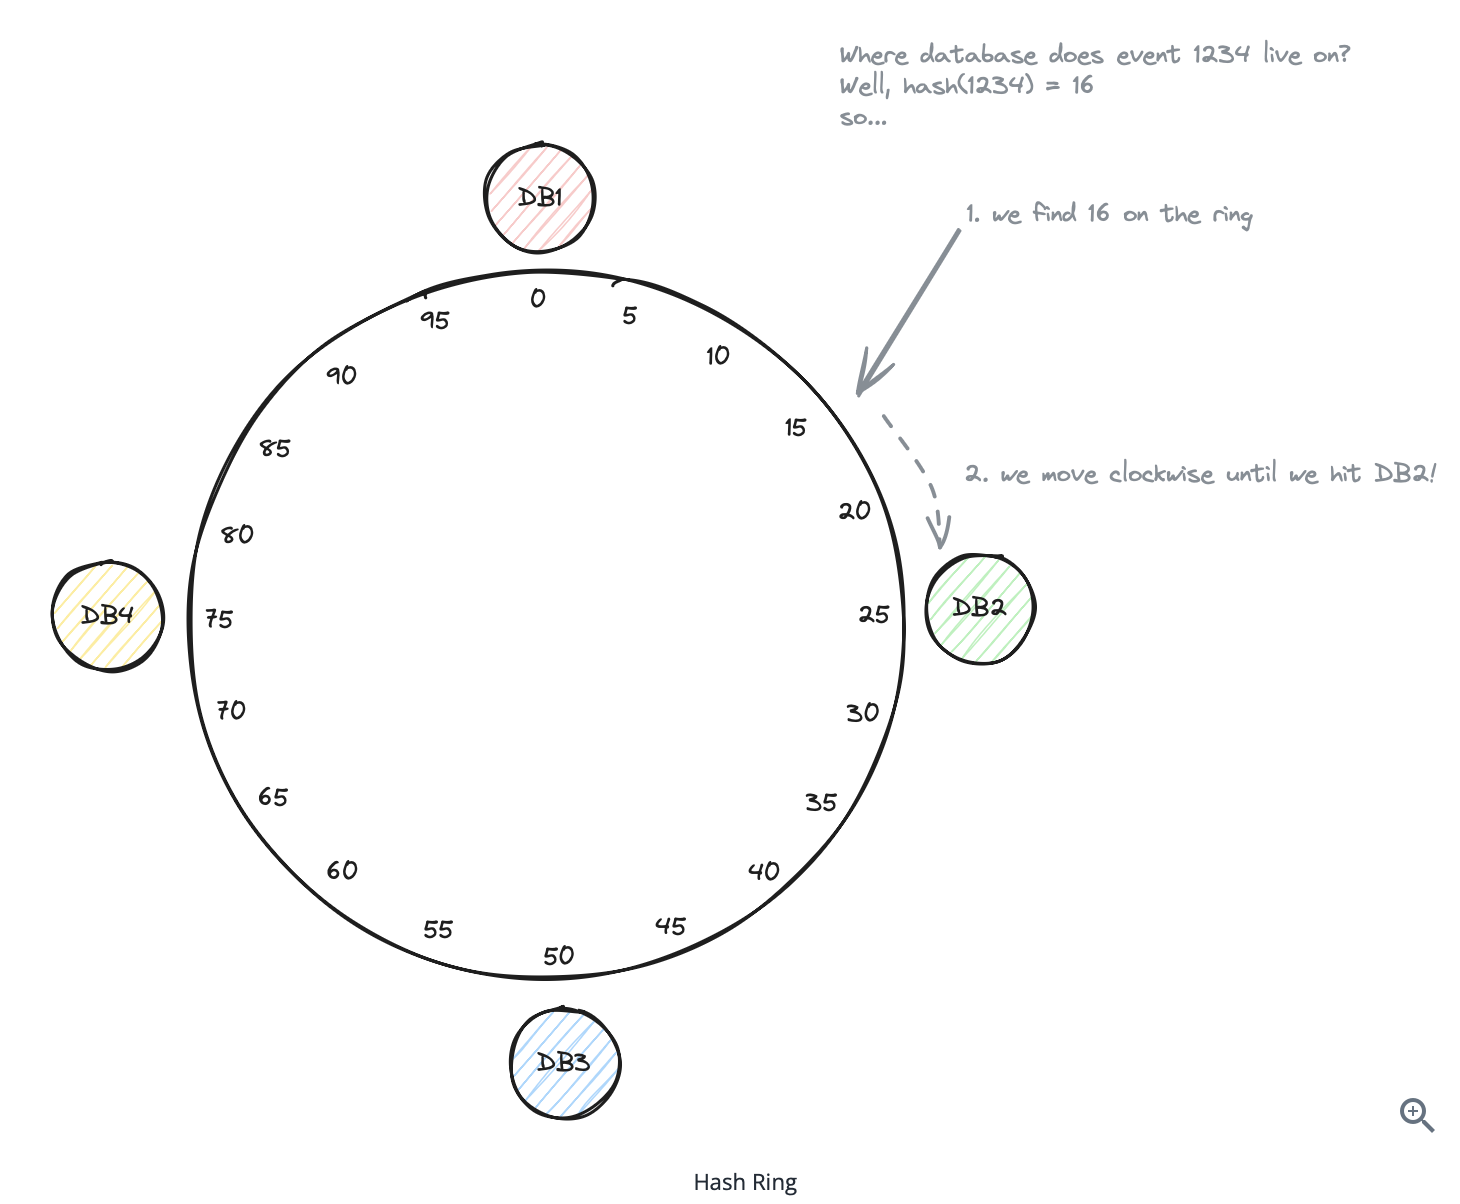 Where database does event 1234 live on?
Well, hash(1234) = 16
so...
DB1
1. we find 16 on the ring
0
5
95
10
90
15
85
2. we move clockwise until we hit DB2!
20
80
DB4
75
25
DB2
70
30
65
35
60
40
55
45
50
DB3
Hash Ring